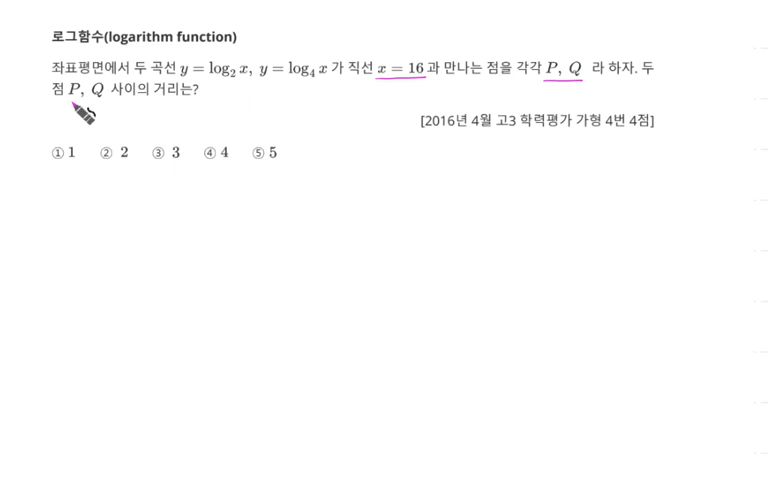 로그함수(logarithm function)
좌표평면에서 두 곡선 y = log₂ x, y = log₄ x 가 직선 x = 16 과 만나는 점을 각각 P, Q 라 하자. 두
점 P, Q 사이의 거리는?
[2016년 4월 고3 학력평가 가형 4번 4점]
① 1 ② 2 ③ 3 ④ 4 ⑤ 5